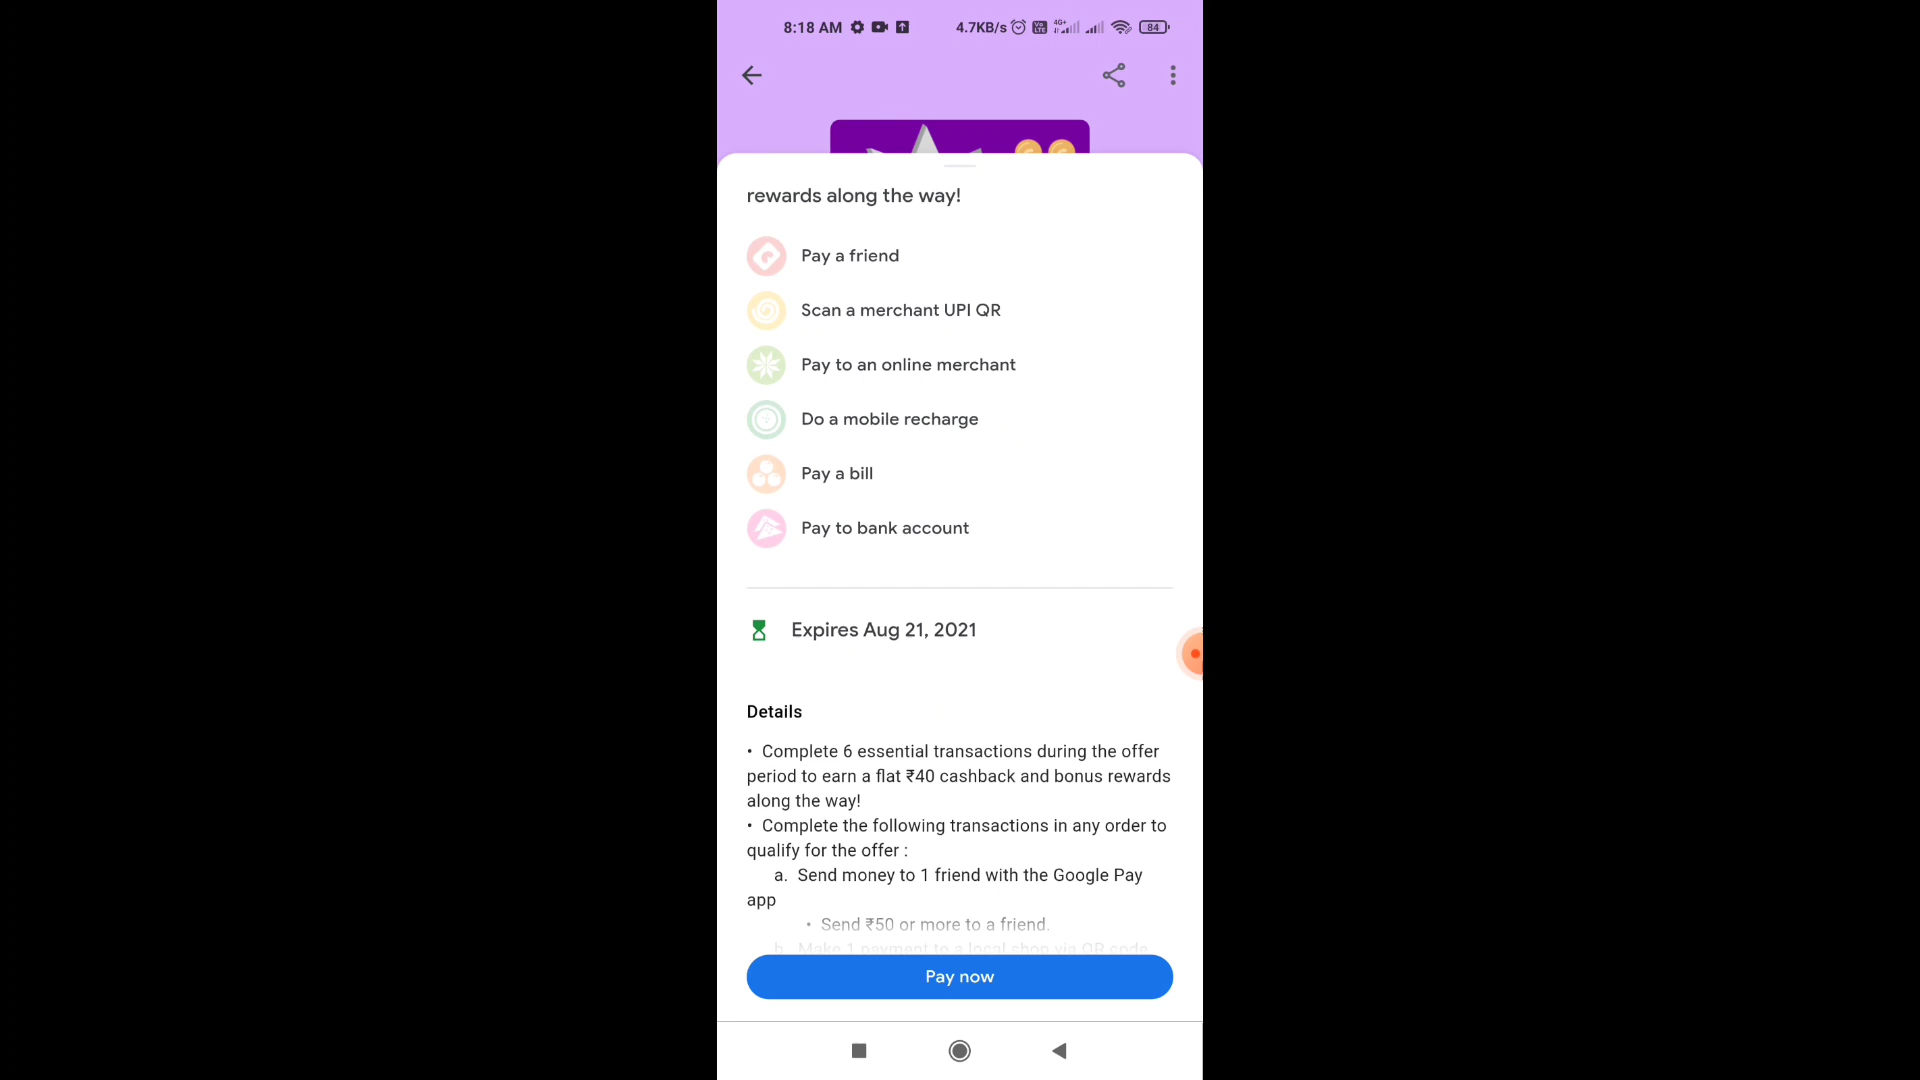 8:18 AM 4.7KB/s 4G+ 84
rewards along the way!
Pay a friend
Scan a merchant UPI QR
Pay to an online merchant
Do a mobile recharge
Pay a bill
Pay to bank account
Expires Aug 21, 2021
Details
• Complete 6 essential transactions during the offer
period to earn a flat ₹40 cashback and bonus rewards
along the way!
• Complete the following transactions in any order to
qualify for the offer :
a. Send money to 1 friend with the Google Pay
app
• Send ₹50 or more to a friend.
b. Make 1 payment to a local shop via QR code
Pay now